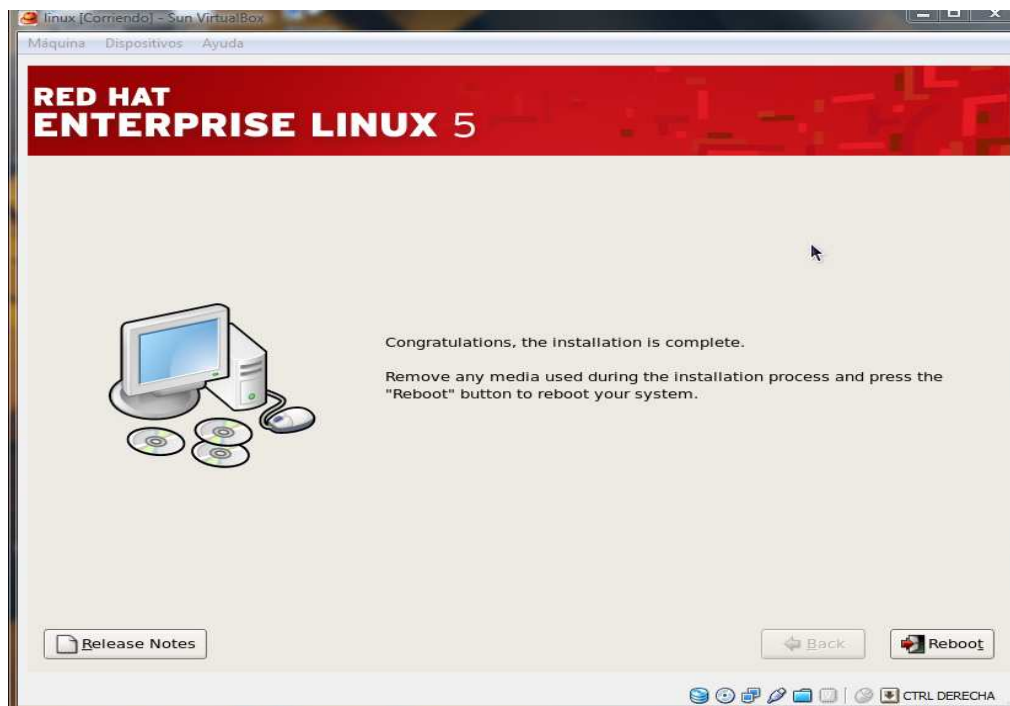 linux [Corriendo] - Sun VirtualBox
Máquina Dispositivos Ayuda
RED HAT
ENTERPRISE LINUX 5
Congratulations, the installation is complete.
Remove any media used during the installation process and press the
"Reboot" button to reboot your system.
Release Notes
Back
Reboot
CTRL DERECHA